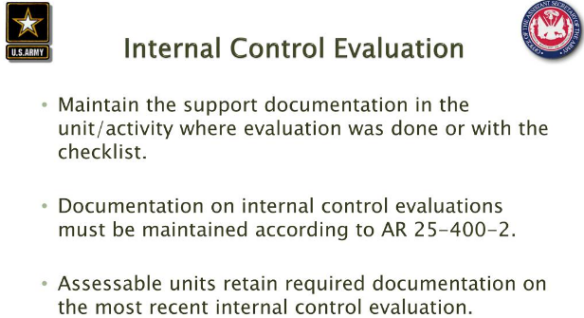 U.S.ARMY
Internal Control Evaluation
• Maintain the support documentation in the
unit/activity where evaluation was done or with the
checklist.
• Documentation on internal control evaluations
must be maintained according to AR 25-400-2.
• Assessable units retain required documentation on
the most recent internal control evaluation.